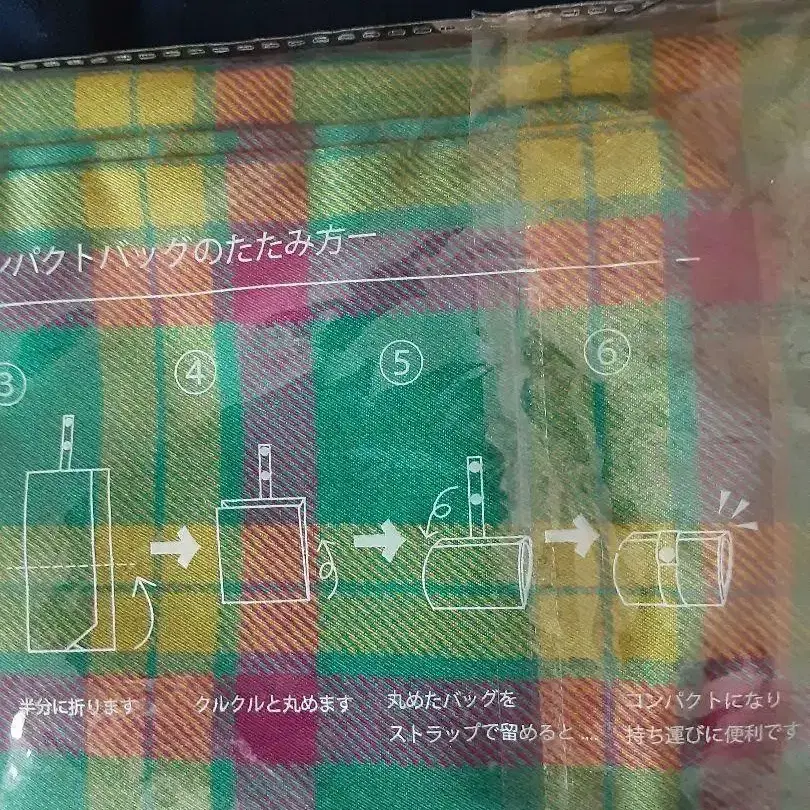 ンパクトバッグのたたみ方ー
③
④
⑤
⑥
半分に折ります
クルクルと丸めます
丸めたバッグを
ストラップで留めると ...
コンパクトになり
持ち運びに便利です